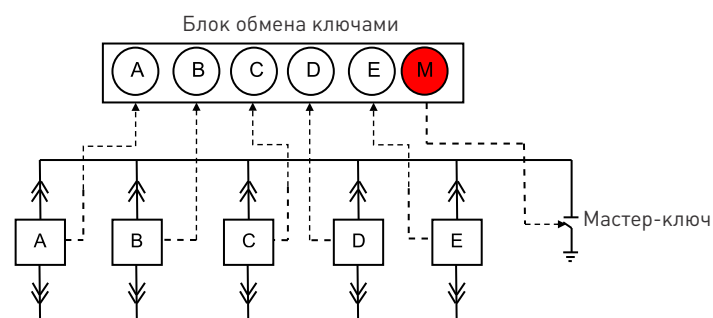 Блок обмена ключами
A B C D E M
A B C D E
Мастер-ключ